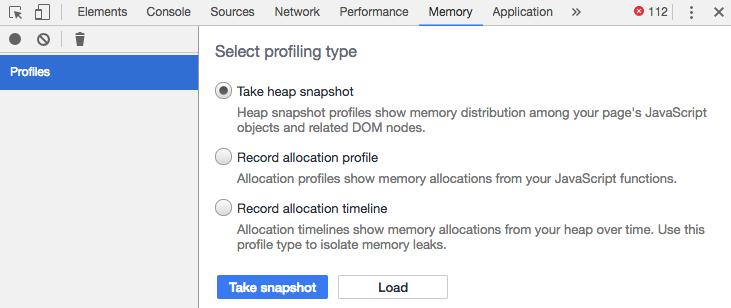 Elements Console Sources Network Performance Memory Application » 112
Profiles
Select profiling type
Take heap snapshot
Heap snapshot profiles show memory distribution among your page's JavaScript
objects and related DOM nodes.
Record allocation profile
Allocation profiles show memory allocations from your JavaScript functions.
Record allocation timeline
Allocation timelines show memory allocations from your heap over time. Use this
profile type to isolate memory leaks.
Take snapshot Load